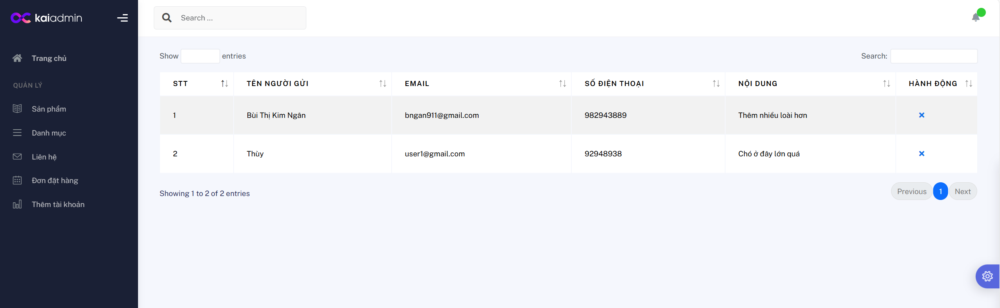 kaiadmin
Search ...
Trang chủ
QUẢN LÝ
Sản phẩm
Danh mục
Liên hệ
Đơn đặt hàng
Thêm tài khoản
Show entries
Search:
STT TÊN NGƯỜI GỬI EMAIL SỐ ĐIỆN THOẠI NỘI DUNG HÀNH ĐỘNG
1 Bùi Thị Kim Ngân bngan911@gmail.com 982943889 Thêm nhiều loài hơn
2 Thùy user1@gmail.com 92948938 Chó ở đây lớn quá
Showing 1 to 2 of 2 entries
Previous 1 Next